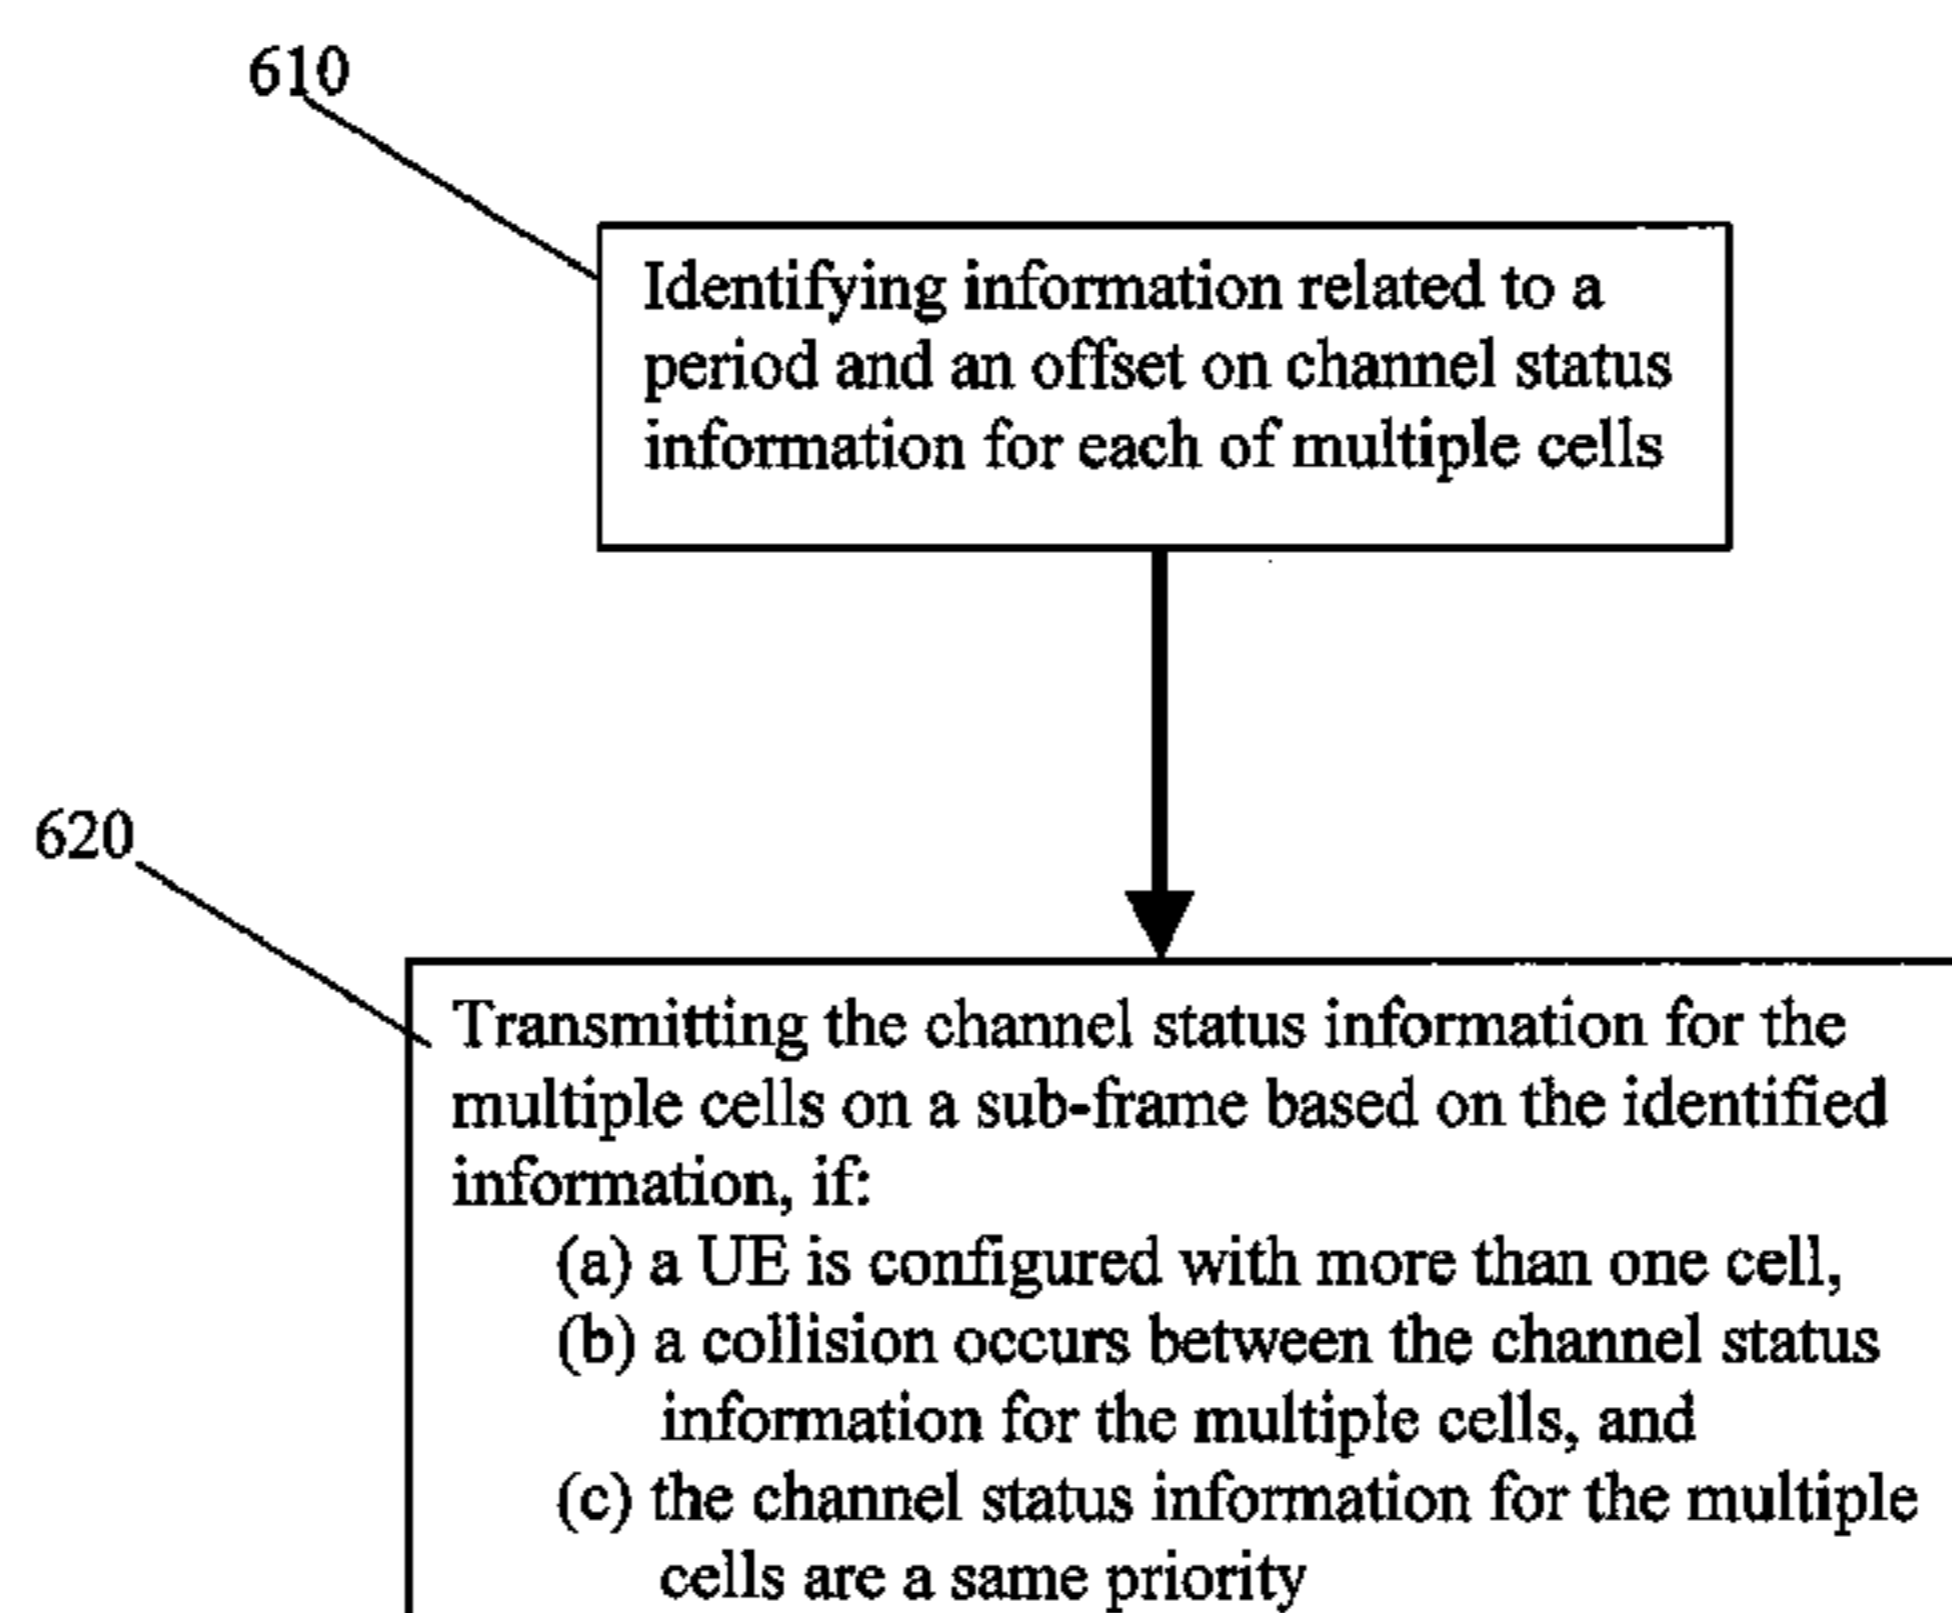 610
Identifying information related to a
period and an offset on channel status
information for each of multiple cells
620
Transmitting the channel status information for the
multiple cells on a sub-frame based on the identified
information, if:
(a) a UE is configured with more than one cell,
(b) a collision occurs between the channel status
information for the multiple cells, and
(c) the channel status information for the multiple
cells are a same priority